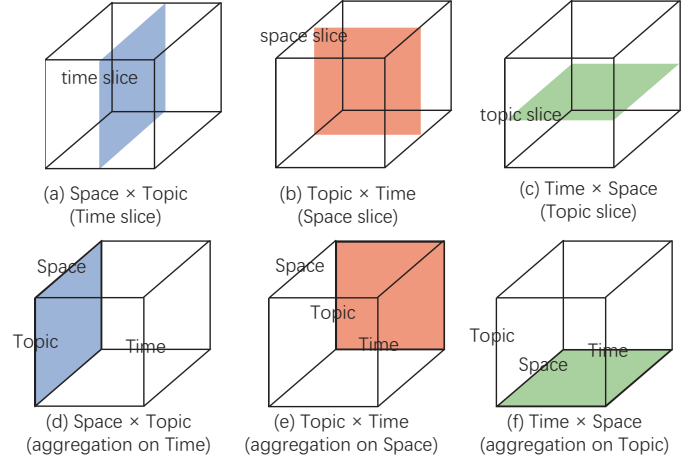 time slice
space slice
topic slice
(a) Space × Topic
(Time slice)
(b) Topic × Time
(Space slice)
(c) Time × Space
(Topic slice)
Space
Topic
Time
Space
Topic
Time
Topic
Space
Time
(d) Space × Topic
(aggregation on Time)
(e) Topic × Time
(aggregation on Space)
(f) Time × Space
(aggregation on Topic)